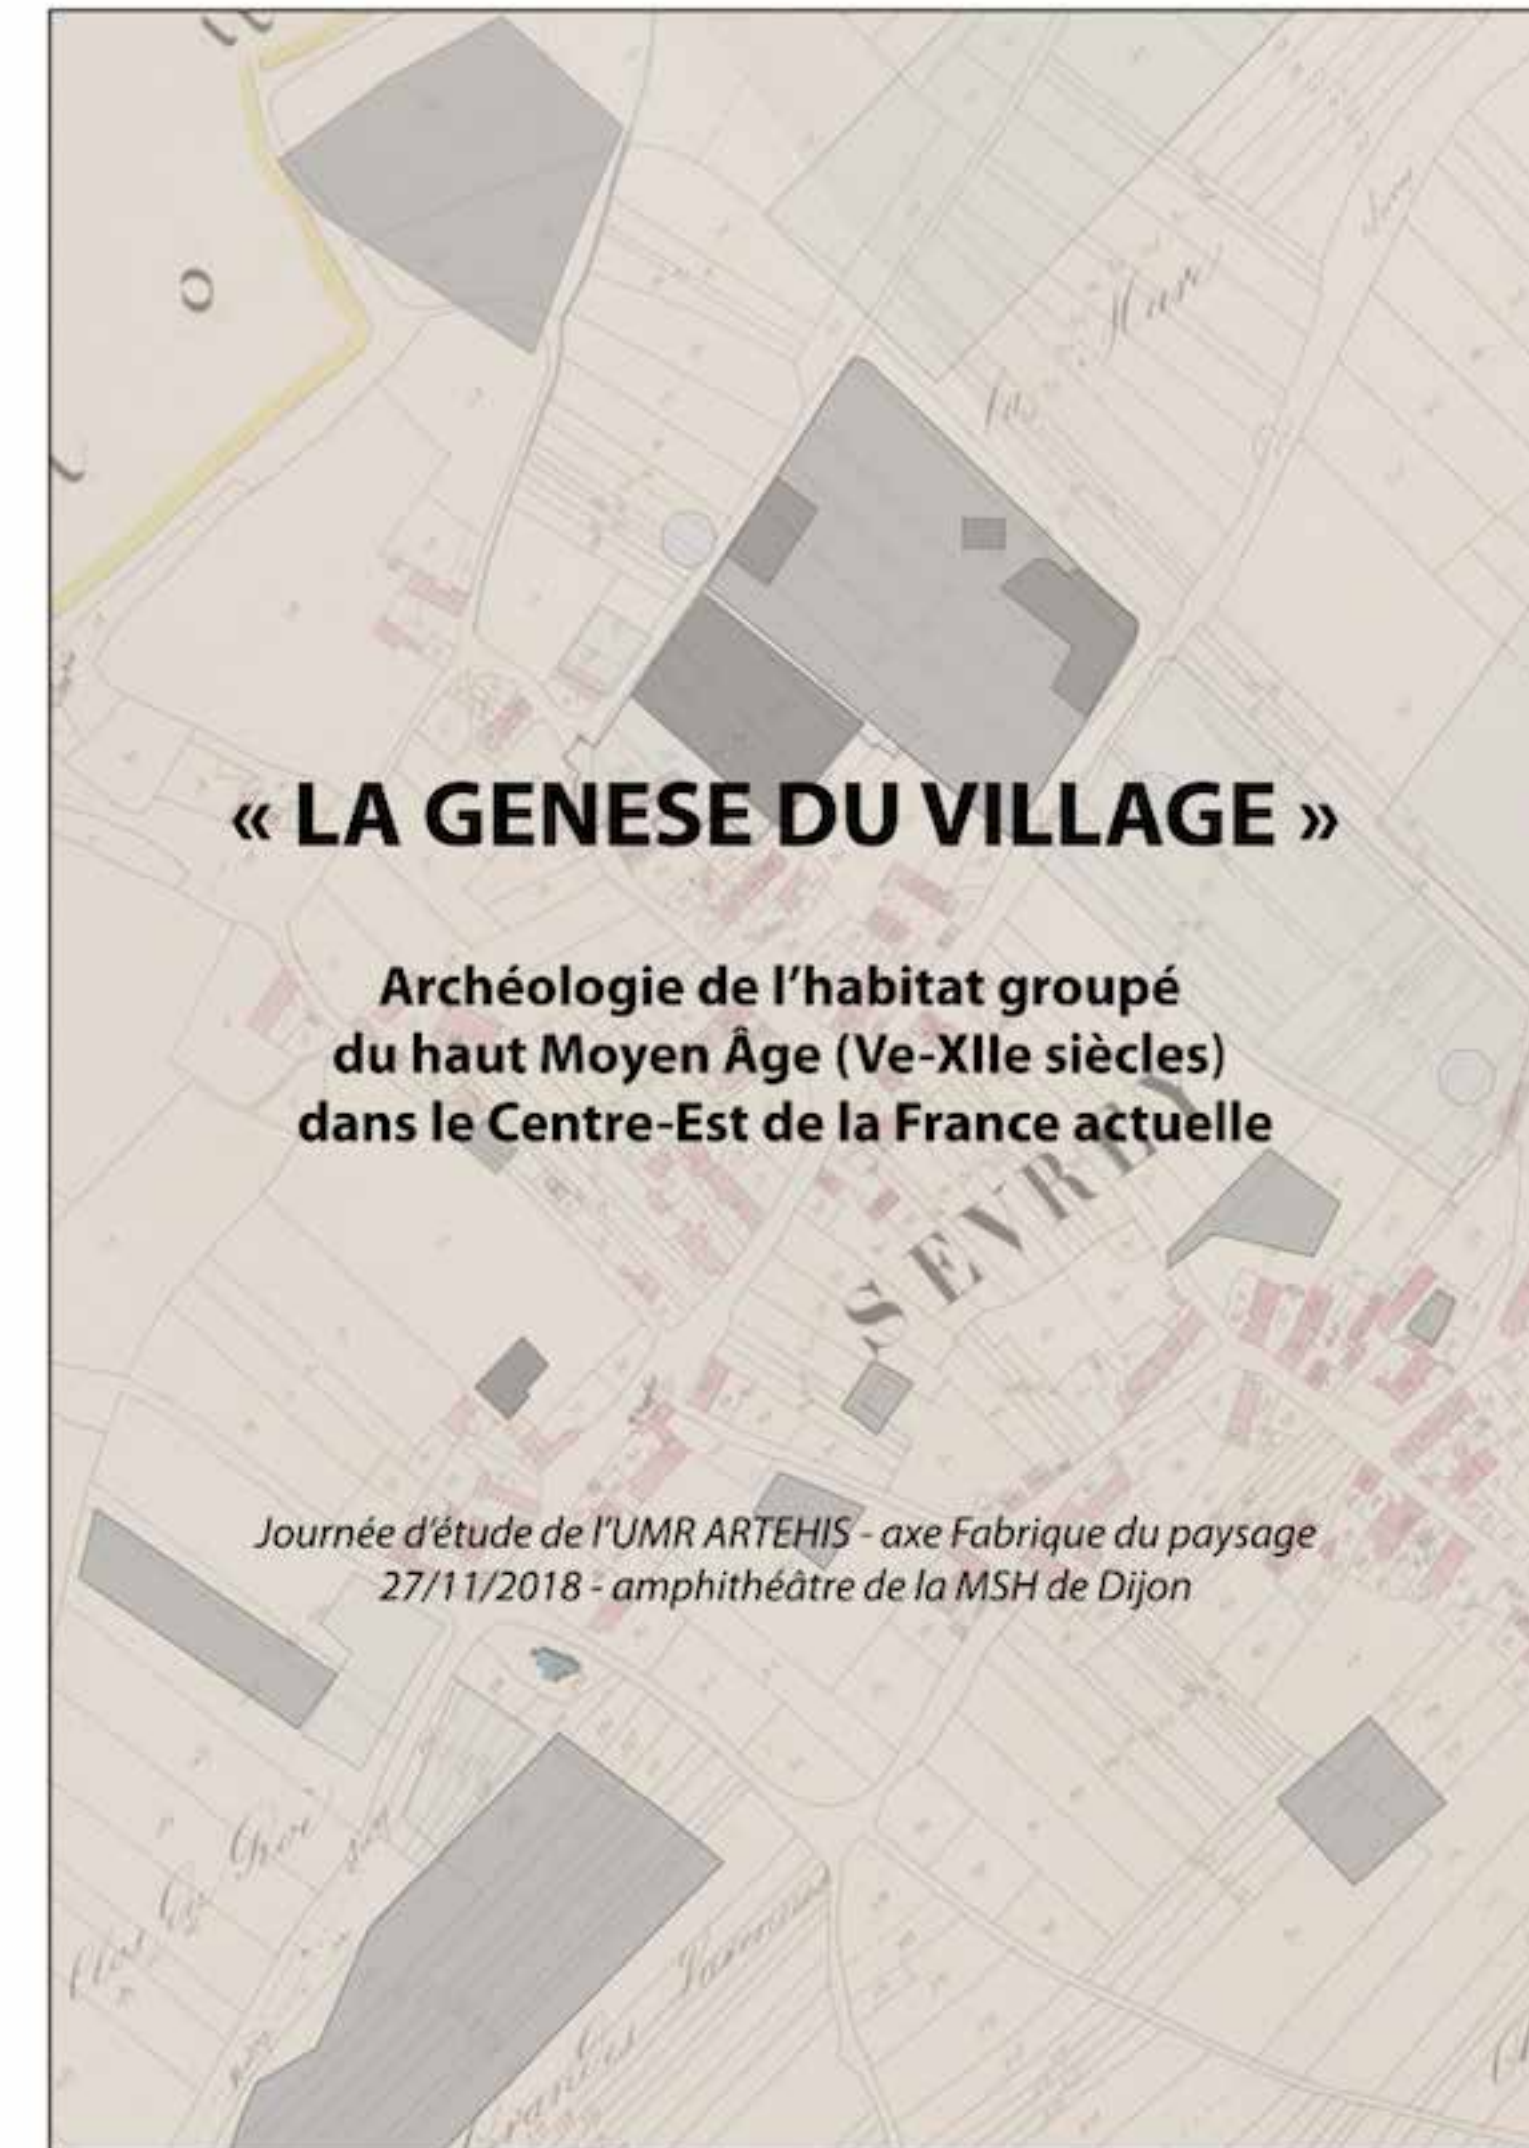 « LA GENESE DU VILLAGE »
Archéologie de l'habitat groupé
du haut Moyen Âge (Ve-XIIe siècles)
dans le Centre-Est de la France actuelle
SEVREY
Journée d'étude de l'UMR ARTEHIS - axe Fabrique du paysage
27/11/2018 - amphithéâtre de la MSH de Dijon